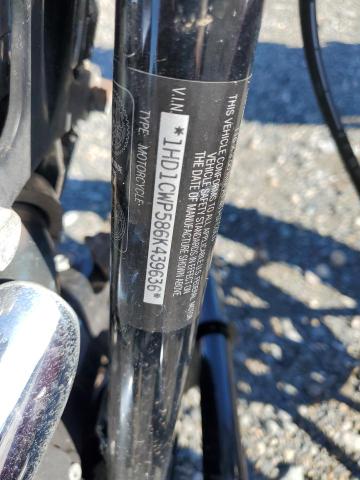 THIS VEHICLE CONFORMS TO ALL APPLICABLE U.S. FEDERAL MOTOR
VEHICLE SAFETY STANDARDS IN EFFECT ON
THE DATE OF MANUFACTURE SHOWN ABOVE
V.I.N.
*1HD1CWP586K439636*
TYPE: MOTORCYCLE